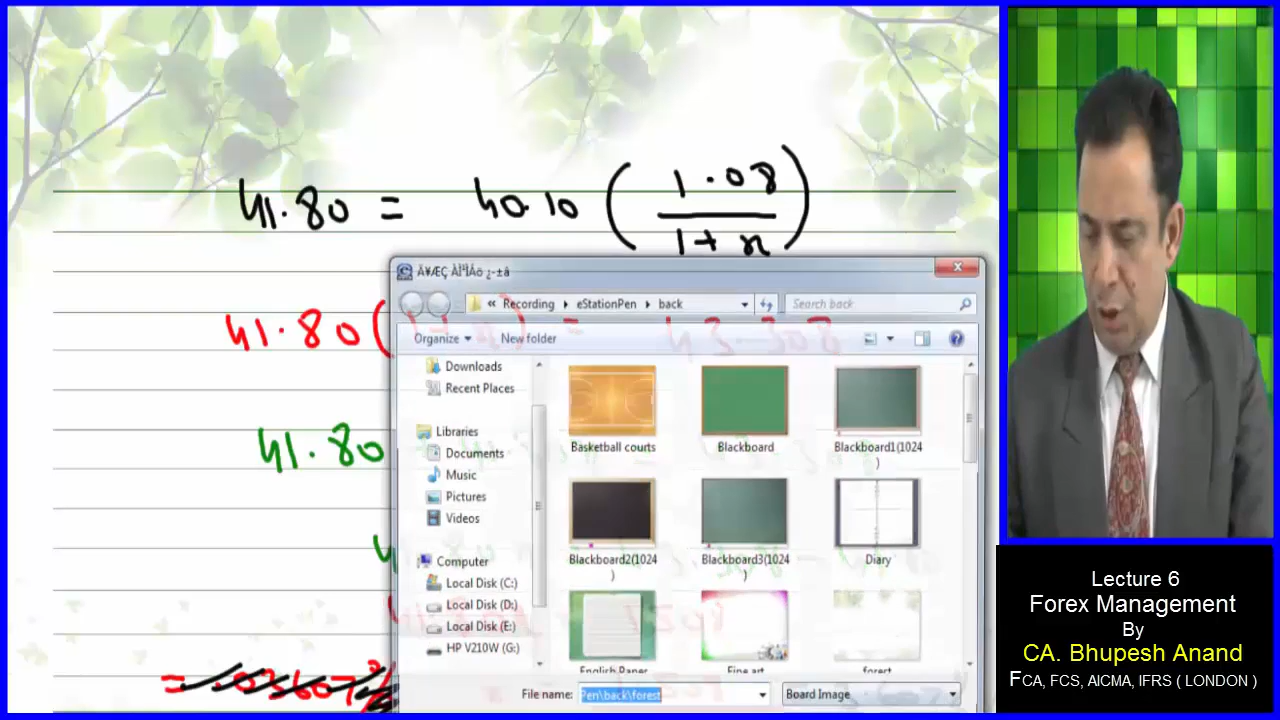 41.80 = 40.10 ( 1.08 / 1 + x )
« Recording ▸ eStationPen ▸ back
Search back
41.80 (
= 43.308
Organize
New folder
Downloads
Recent Places
Libraries
Documents
Music
Pictures
Videos
Computer
Local Disk (C:)
Local Disk (D:)
Local Disk (E:)
HP V210W (G:)
Basketball courts
Blackboard
Blackboard1(1024
)
Blackboard2(1024
)
Blackboard3(1024
)
Diary
English Paper
Fine art
forest
41.80
File name:
Pen\back\forest
Board Image
Lecture 6
Forex Management
By
CA. Bhupesh Anand
FCA, FCS, AICMA, IFRS ( LONDON )